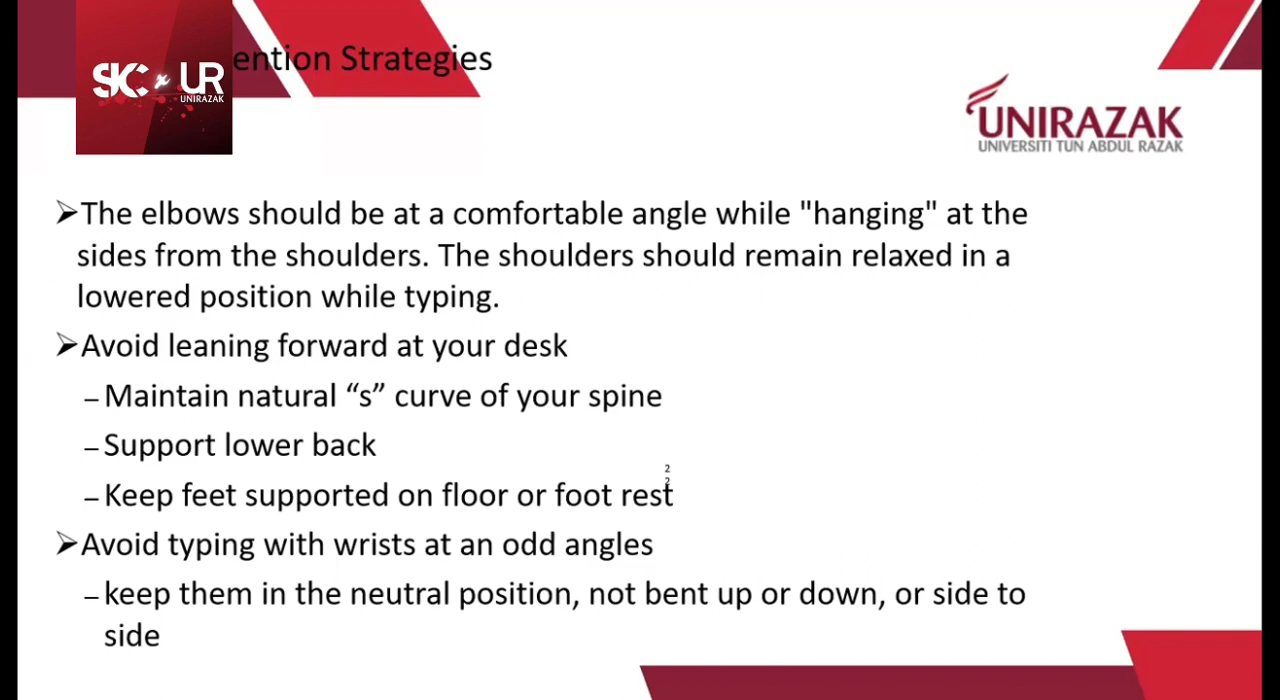 SIC x UR
UNIRAZAK
ention Strategies
UNIRAZAK
UNIVERSITI TUN ABDUL RAZAK
➢The elbows should be at a comfortable angle while "hanging" at the
sides from the shoulders. The shoulders should remain relaxed in a
lowered position while typing.
➢Avoid leaning forward at your desk
–Maintain natural “s” curve of your spine
–Support lower back
2
2
–Keep feet supported on floor or foot rest
➢Avoid typing with wrists at an odd angles
–keep them in the neutral position, not bent up or down, or side to
side